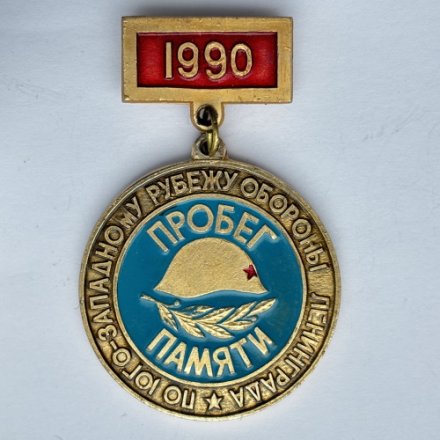 1990
ПО ЮГО-ЗАПАДНОМУ РУБЕЖУ ОБОРОНЫ ЛЕНИНГРАДА
ПРОБЕГ
ПАМЯТИ